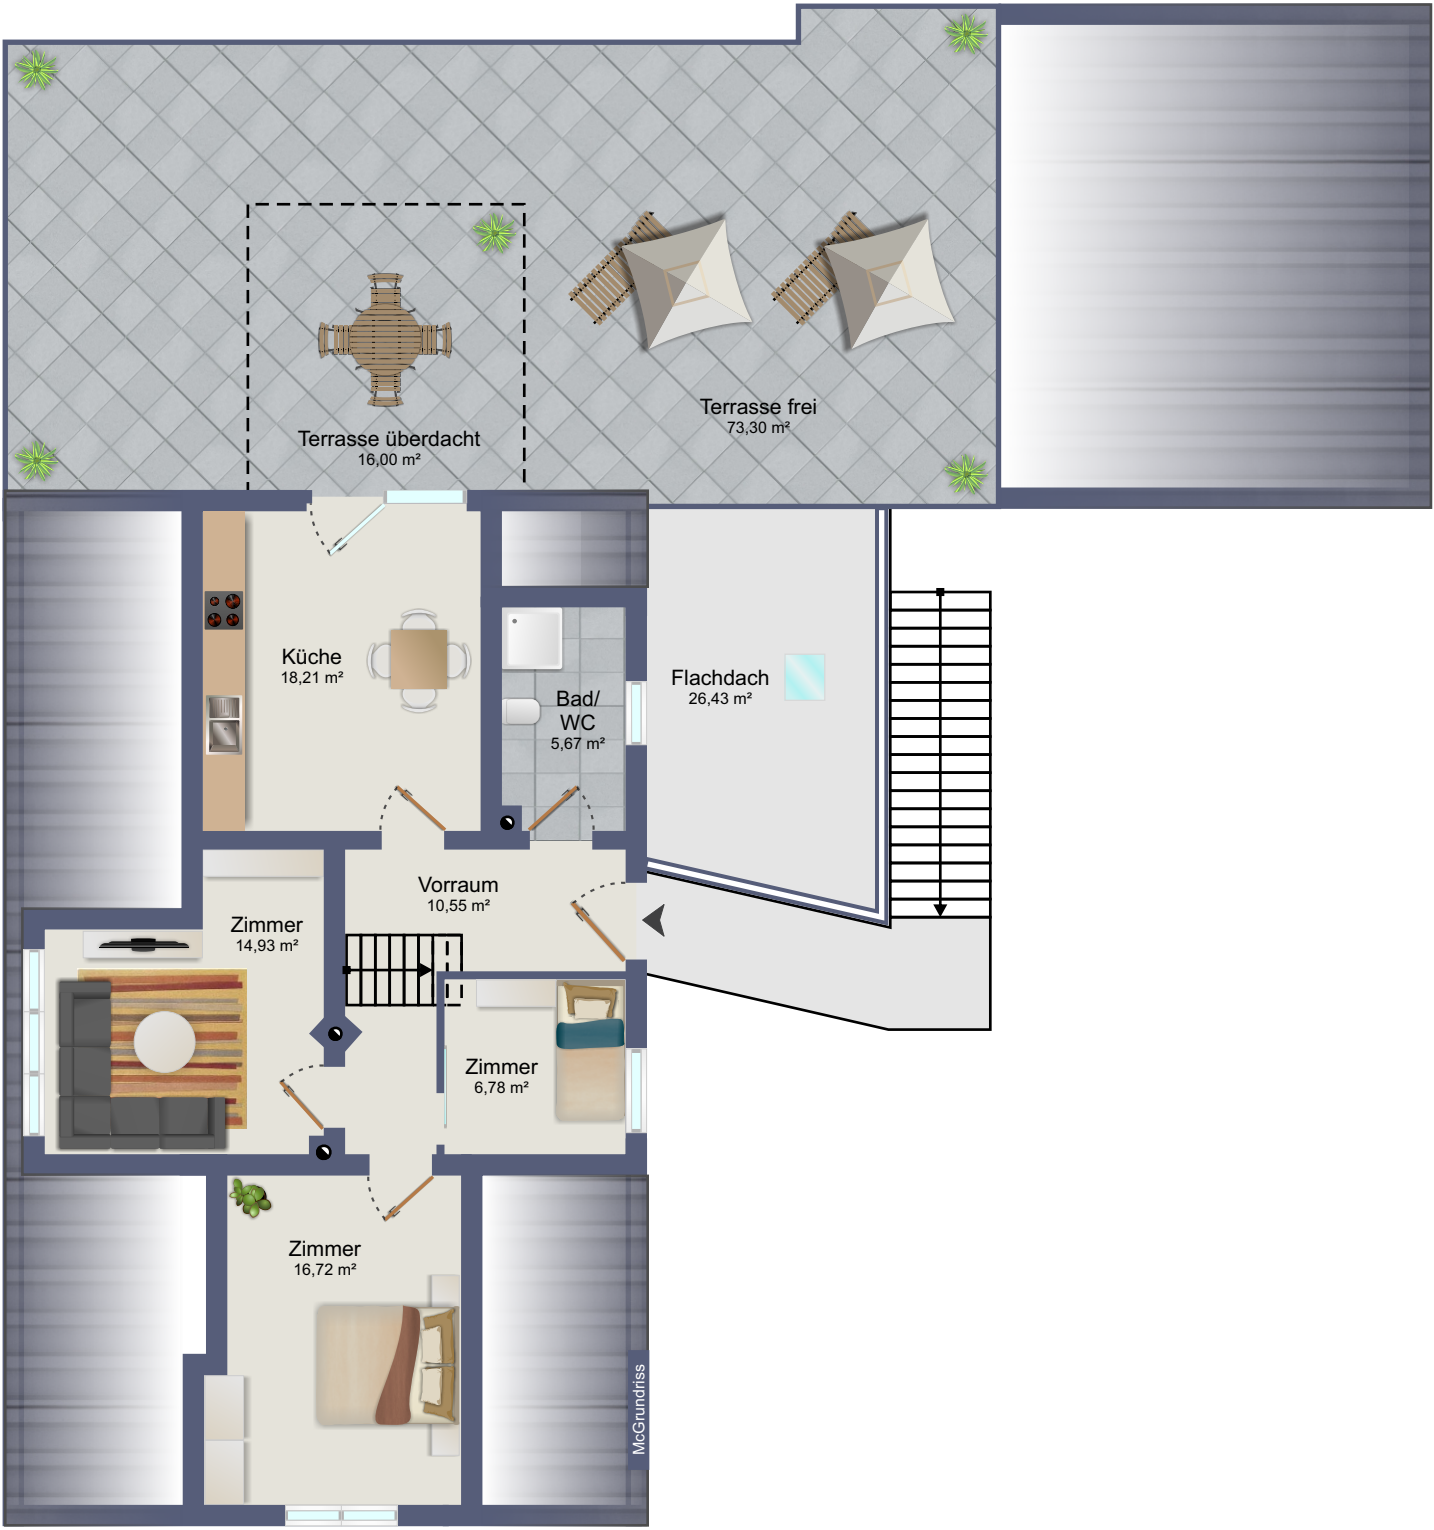 Terrasse frei
73,30 m²
Terrasse überdacht
16,00 m²
Küche
18,21 m²
Bad/
WC
5,67 m²
Flachdach
26,43 m²
Vorraum
10,55 m²
Zimmer
14,93 m²
Zimmer
6,78 m²
Zimmer
16,72 m²
McGrundriss